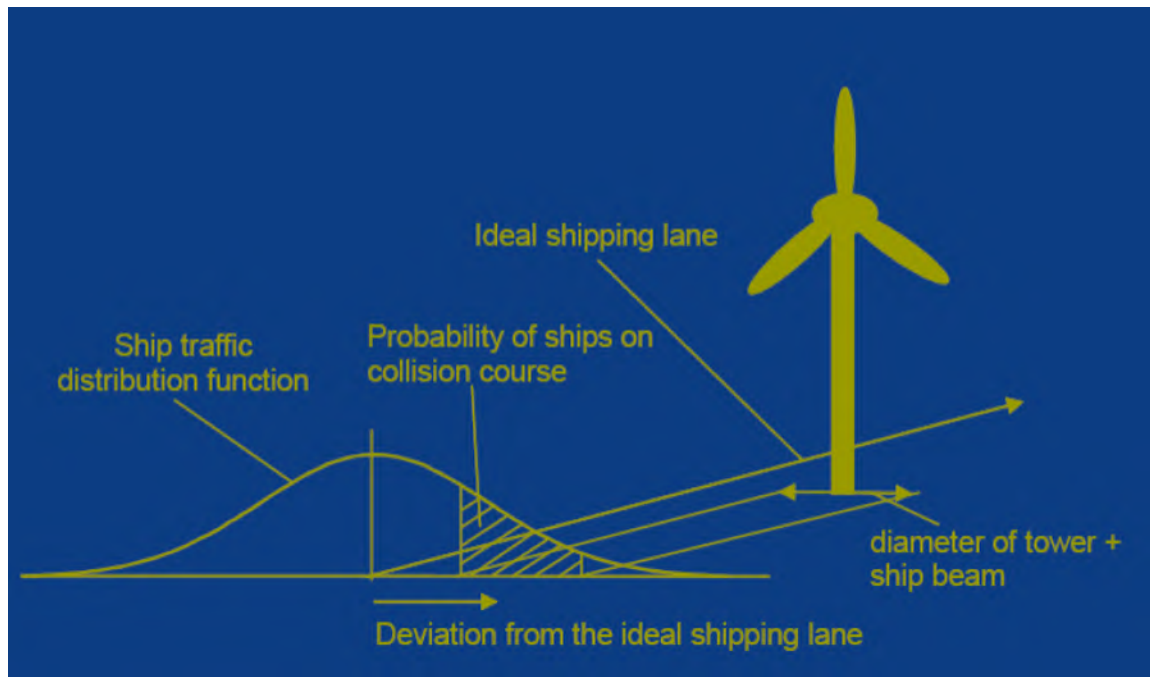 Ideal shipping lane
Ship traffic
distribution function
Probability of ships on
collision course
diameter of tower +
ship beam
Deviation from the ideal shipping lane